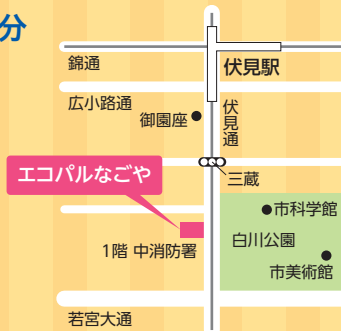 分
錦通
伏見駅
広小路通
御園座
伏見通
三蔵
エコパルなごや
市科学館
白川公園
1階 中消防署
市美術館
若宮大通